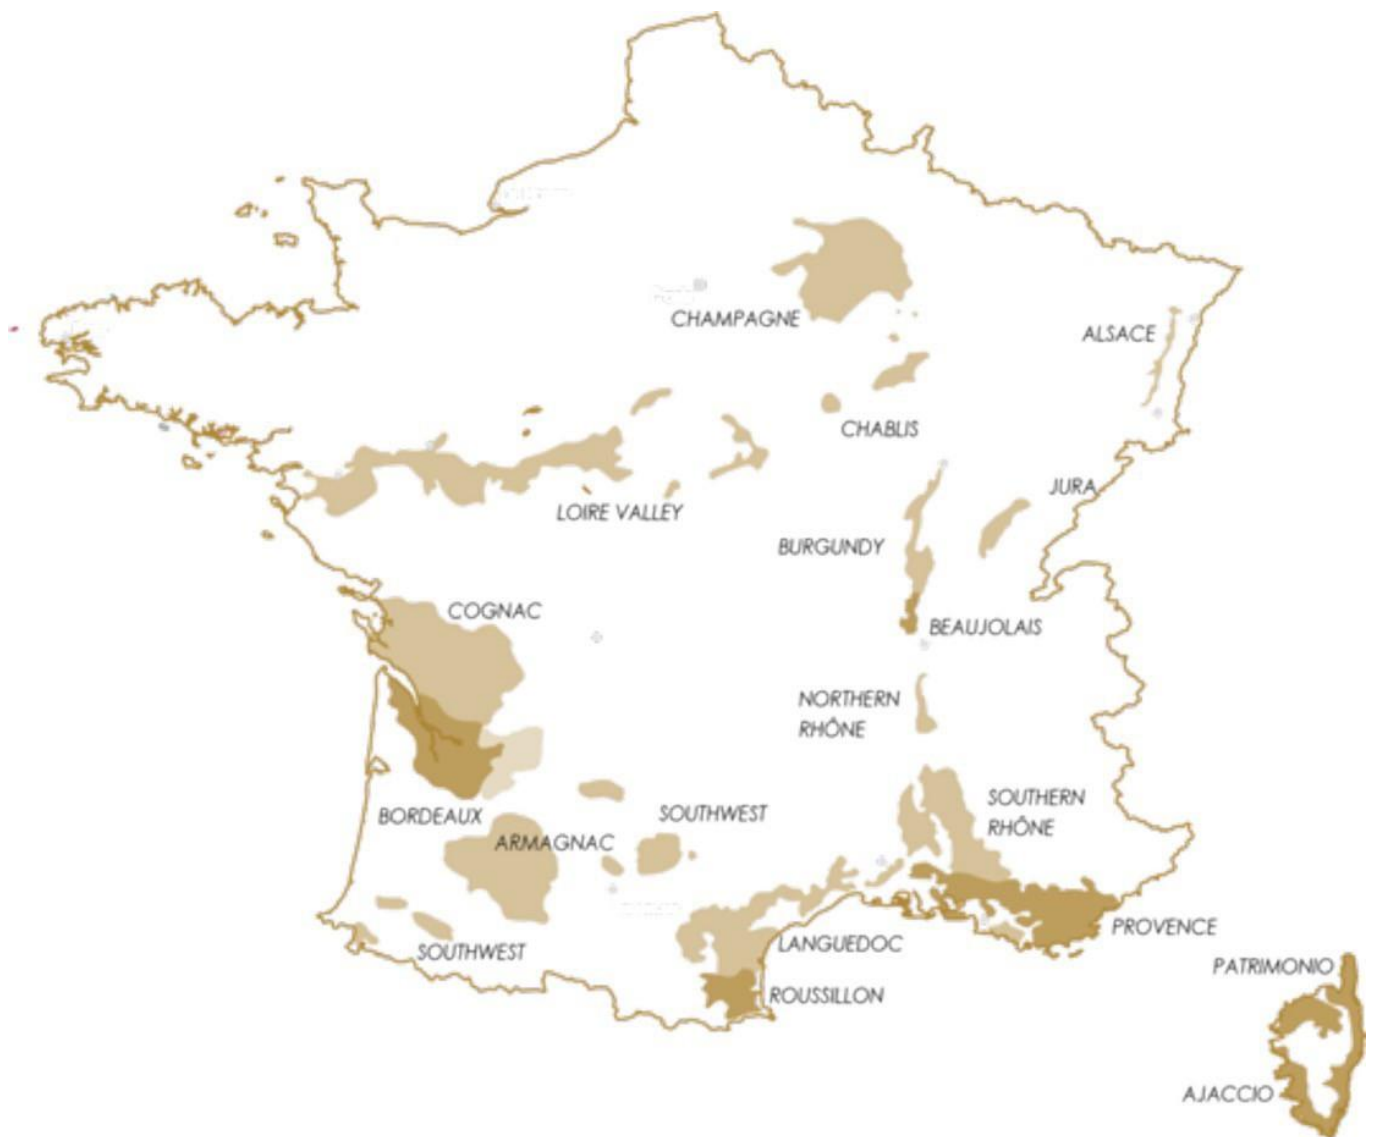 CHAMPAGNE
ALSACE
CHABLIS
JURA
LOIRE VALLEY
BURGUNDY
COGNAC
BEAUJOLAIS
NORTHERN
RHÔNE
BORDEAUX
SOUTHWEST
SOUTHERN
RHÔNE
ARMAGNAC
PROVENCE
SOUTHWEST
LANGUEDOC
PATRIMONIO
ROUSSILLON
AJACCIO